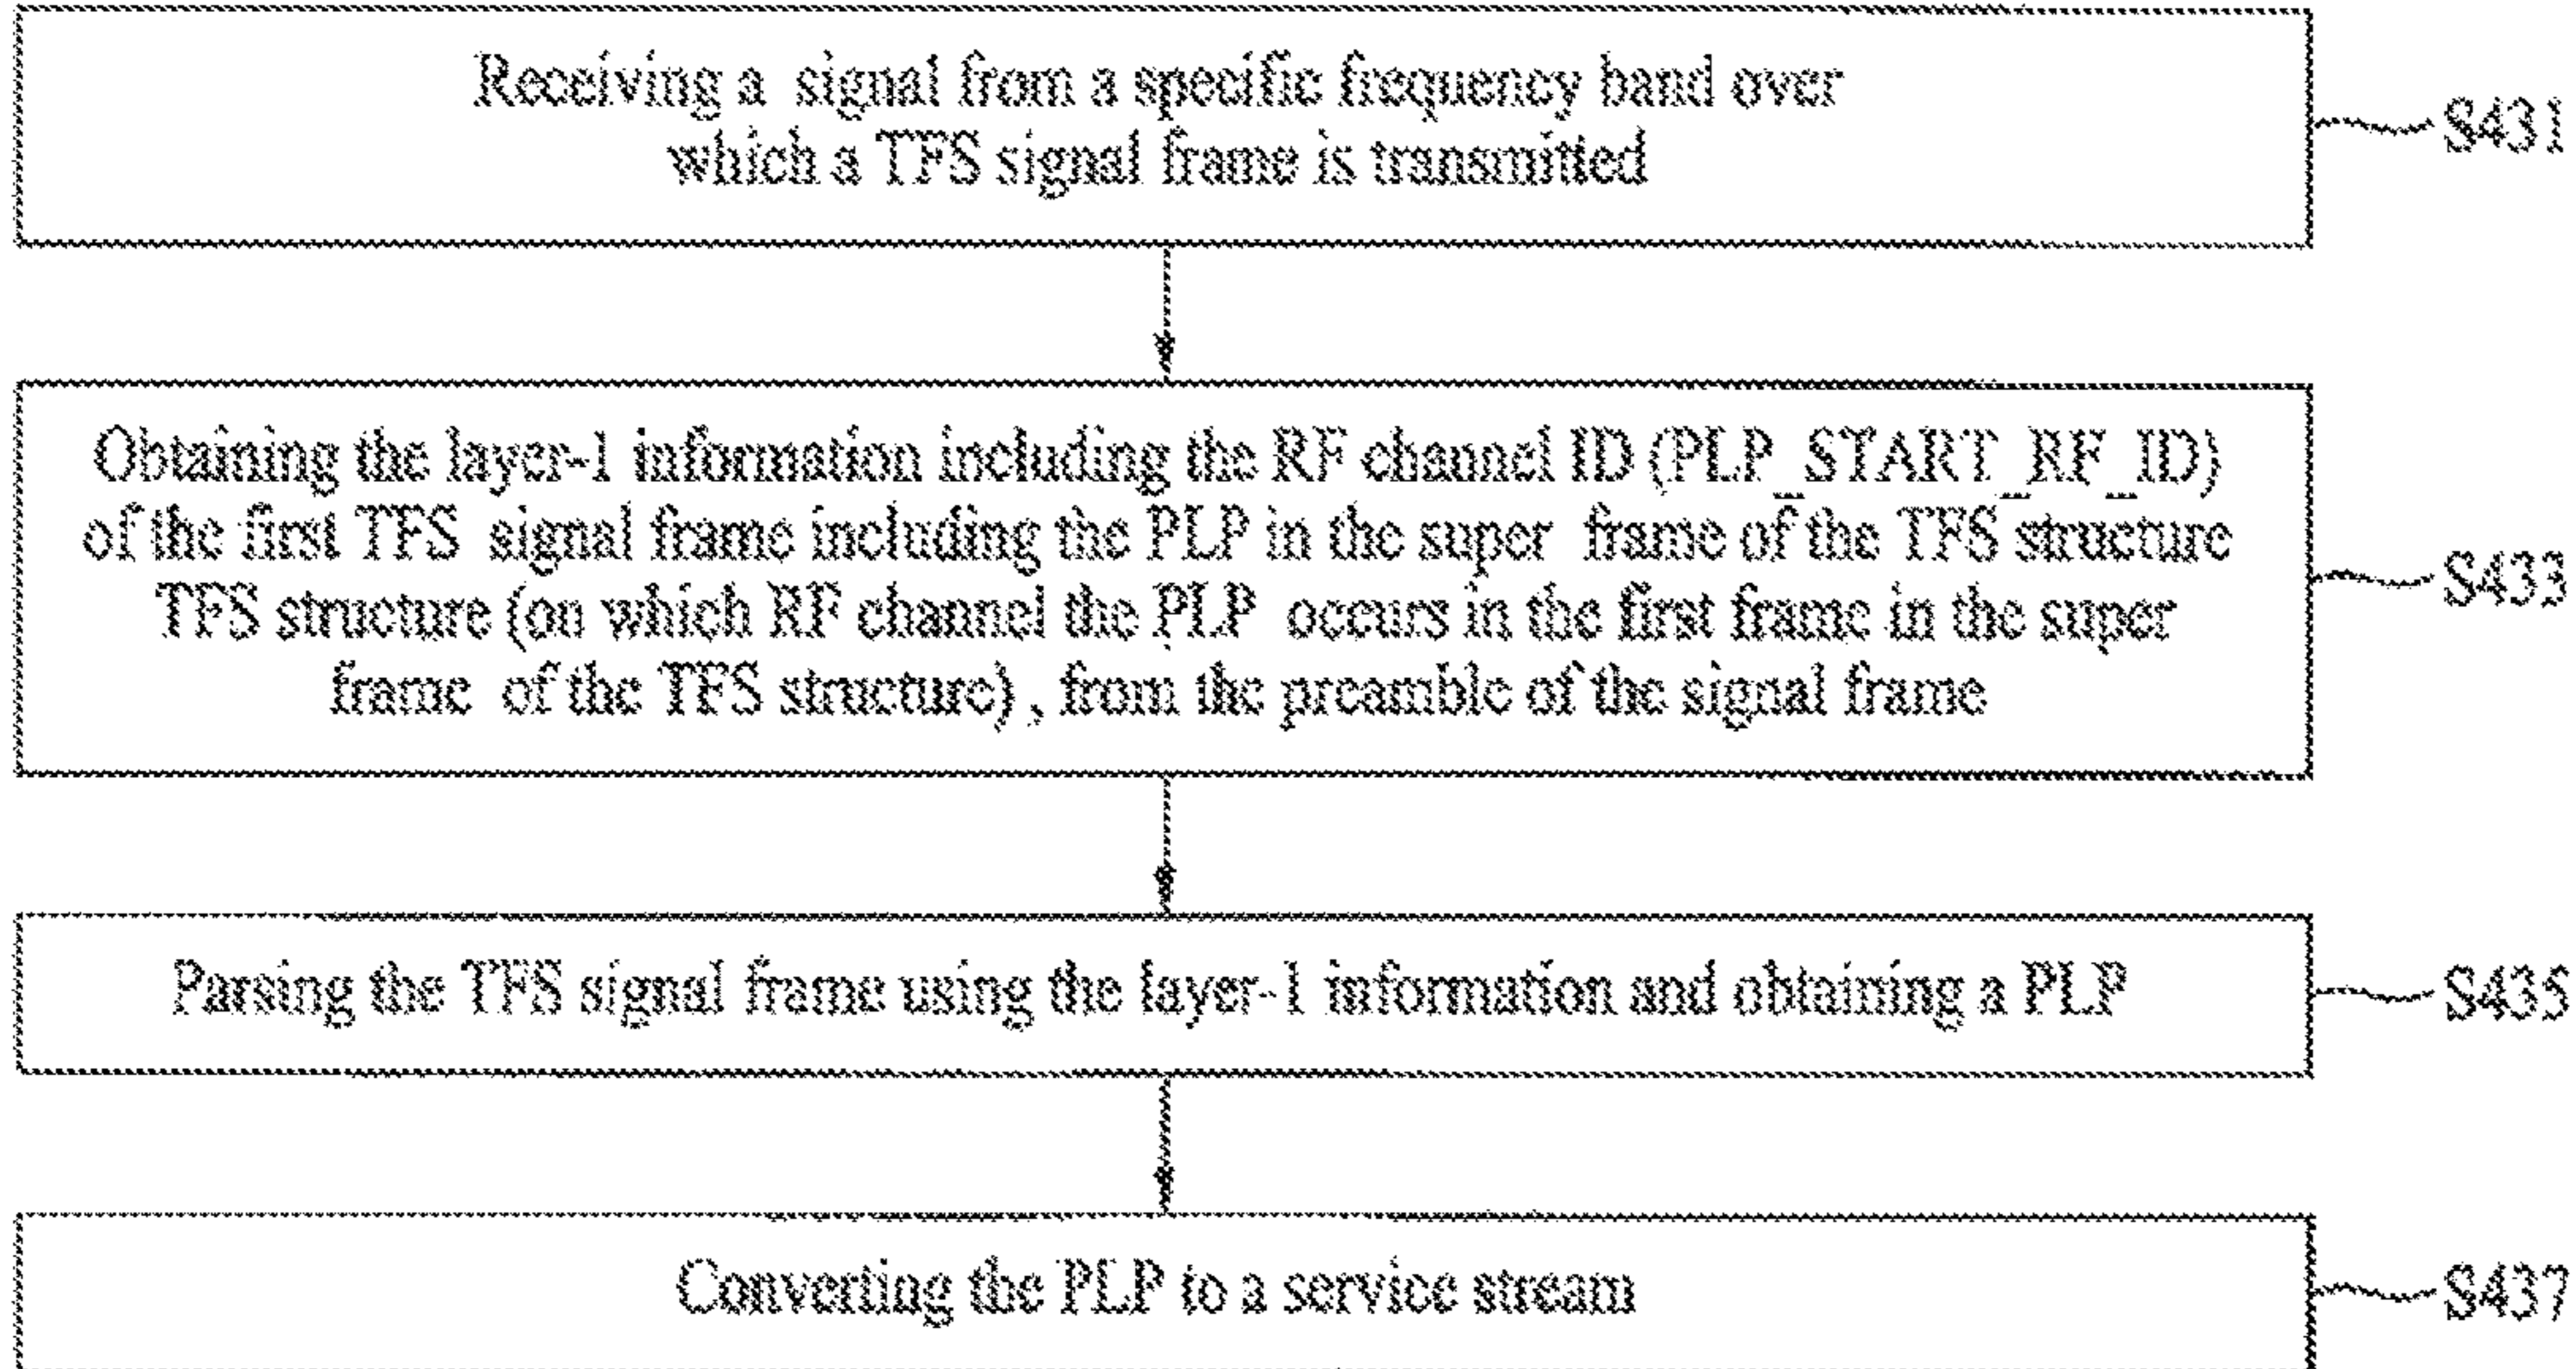 Receiving a signal from a specific frequency band over
which a TFS signal frame is transmitted
S431
Obtaining the layer-1 information including the RF channel ID (PLP_START_RF_ID)
of the first TFS signal frame including the PLP in the super frame of the TFS structure
TFS structure (on which RF channel the PLP occurs in the first frame in the super
frame of the TFS structure) , from the preamble of the signal frame
S433
Parsing the TFS signal frame using the layer-1 information and obtaining a PLP
S435
Converting the PLP to a service stream
S437